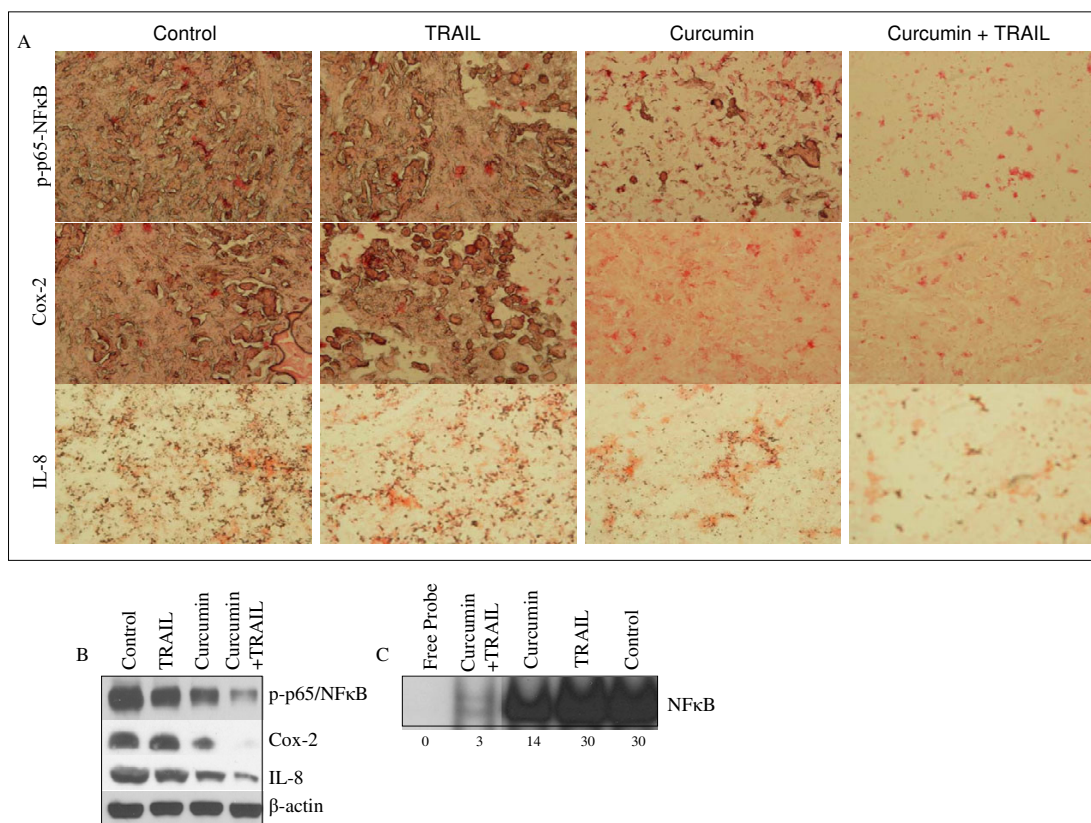 A
Control
TRAIL
Curcumin
Curcumin + TRAIL
p-p65-NFκB
Cox-2
IL-8
B
Control
TRAIL
Curcumin
Curcumin
+TRAIL
p-p65/NFκB
Cox-2
IL-8
β-actin
C
Free Probe
Curcumin
+TRAIL
Curcumin
TRAIL
Control
NFκB
0 3 14 30 30